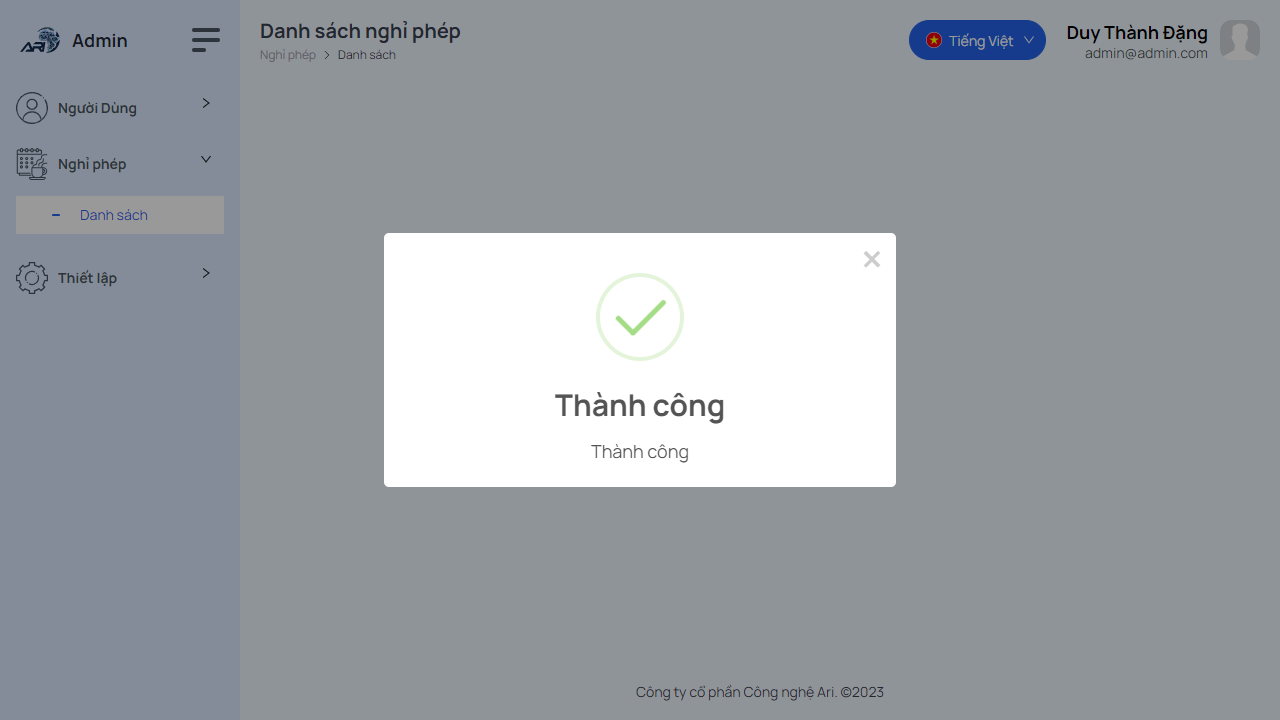 ARI
Admin
Người Dùng
Nghỉ phép
Danh sách
Thiết lập
Danh sách nghỉ phép
Nghỉ phép
Danh sách
Tiếng Việt
Duy Thành Đặng
admin@admin.com
Thành công
Thành công
Công ty cổ phần Công nghệ Ari. ©2023